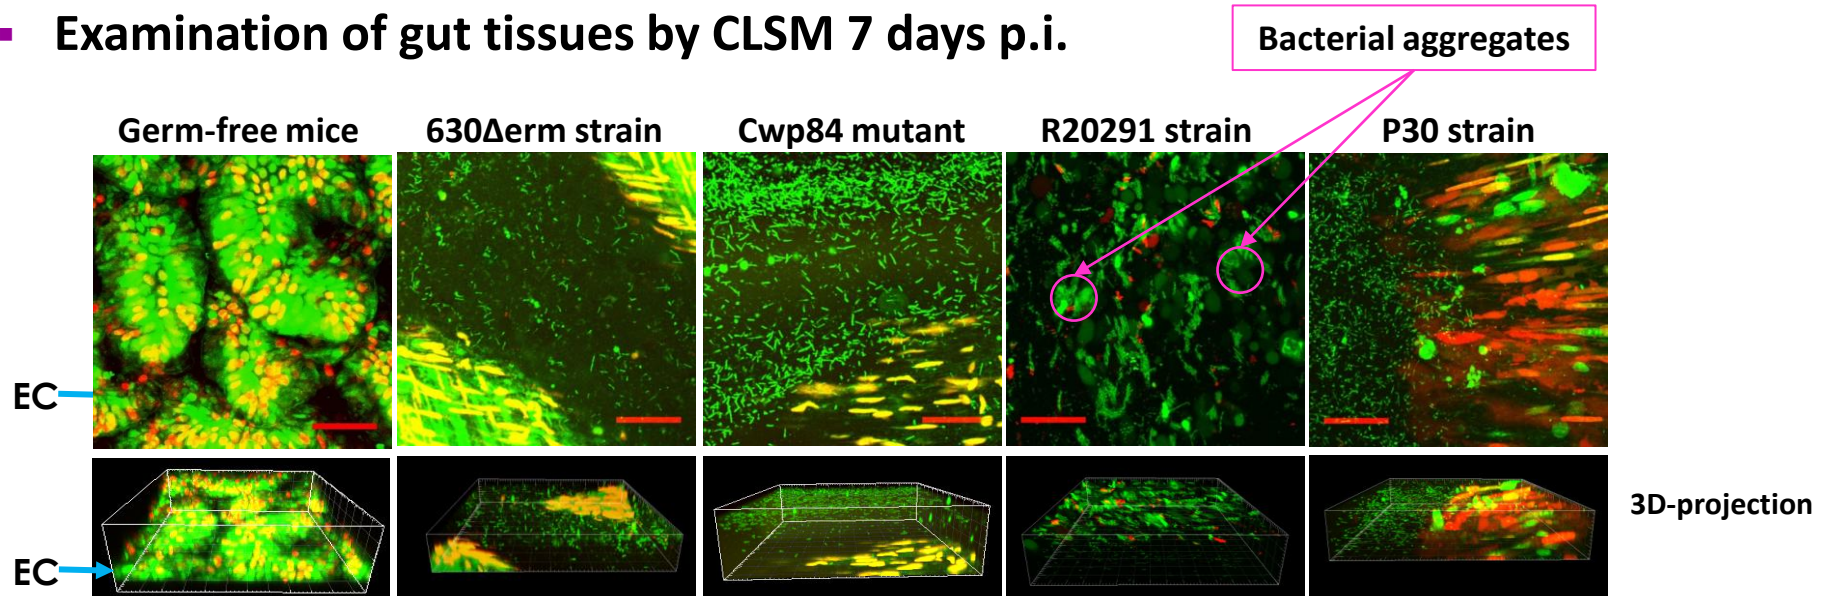 ▪ Examination of gut tissues by CLSM 7 days p.i.
Bacterial aggregates
Germ-free mice
630Δerm strain
Cwp84 mutant
R20291 strain
P30 strain
EC
EC
3D-projection